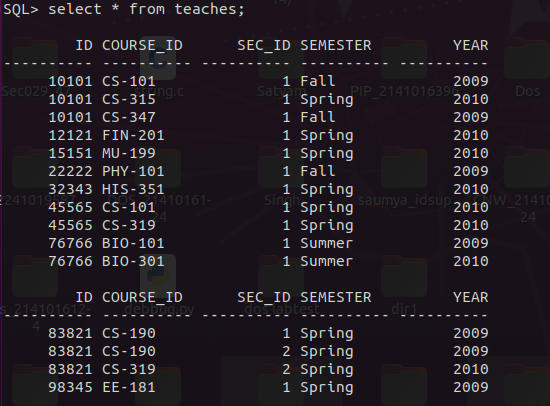 SQL> select * from teaches;
ID COURSE_ID SEC_ID SEMESTER YEAR
---------- -------- ---------- ---------- ----------
10101 CS-101 1 Fall 2009
10101 CS-315 1 Spring 2010
10101 CS-347 1 Fall 2009
12121 FIN-201 1 Spring 2010
15151 MU-199 1 Spring 2010
22222 PHY-101 1 Fall 2009
32343 HIS-351 1 Spring 2010
45565 CS-101 1 Spring 2010
45565 CS-319 1 Spring 2010
76766 BIO-101 1 Summer 2009
76766 BIO-301 1 Summer 2010
ID COURSE_ID SEC_ID SEMESTER YEAR
---------- -------- ---------- ---------- ----------
83821 CS-190 1 Spring 2009
83821 CS-190 2 Spring 2009
83821 CS-319 2 Spring 2010
98345 EE-181 1 Spring 2009